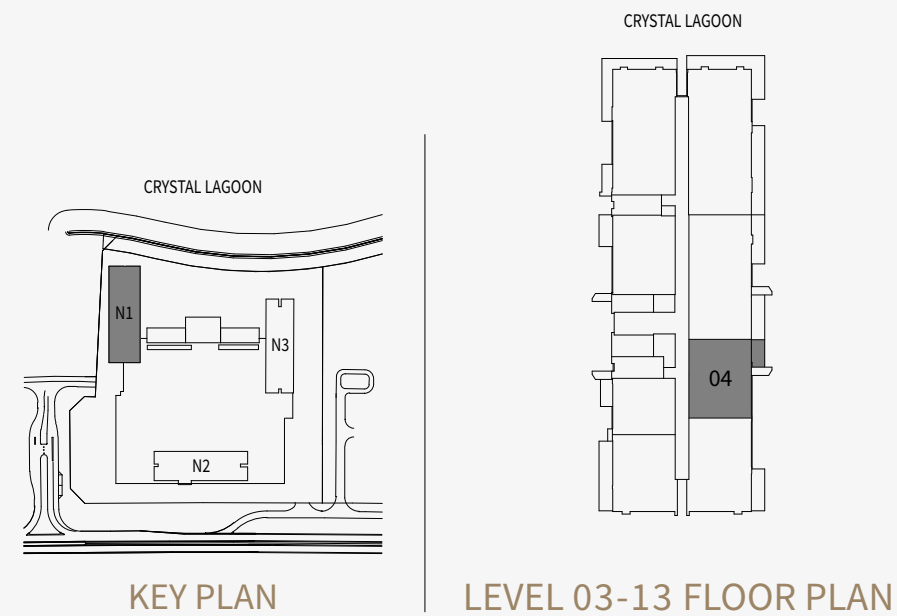 CRYSTAL LAGOON
N1
N3
N2
KEY PLAN
CRYSTAL LAGOON
04
LEVEL 03-13 FLOOR PLAN